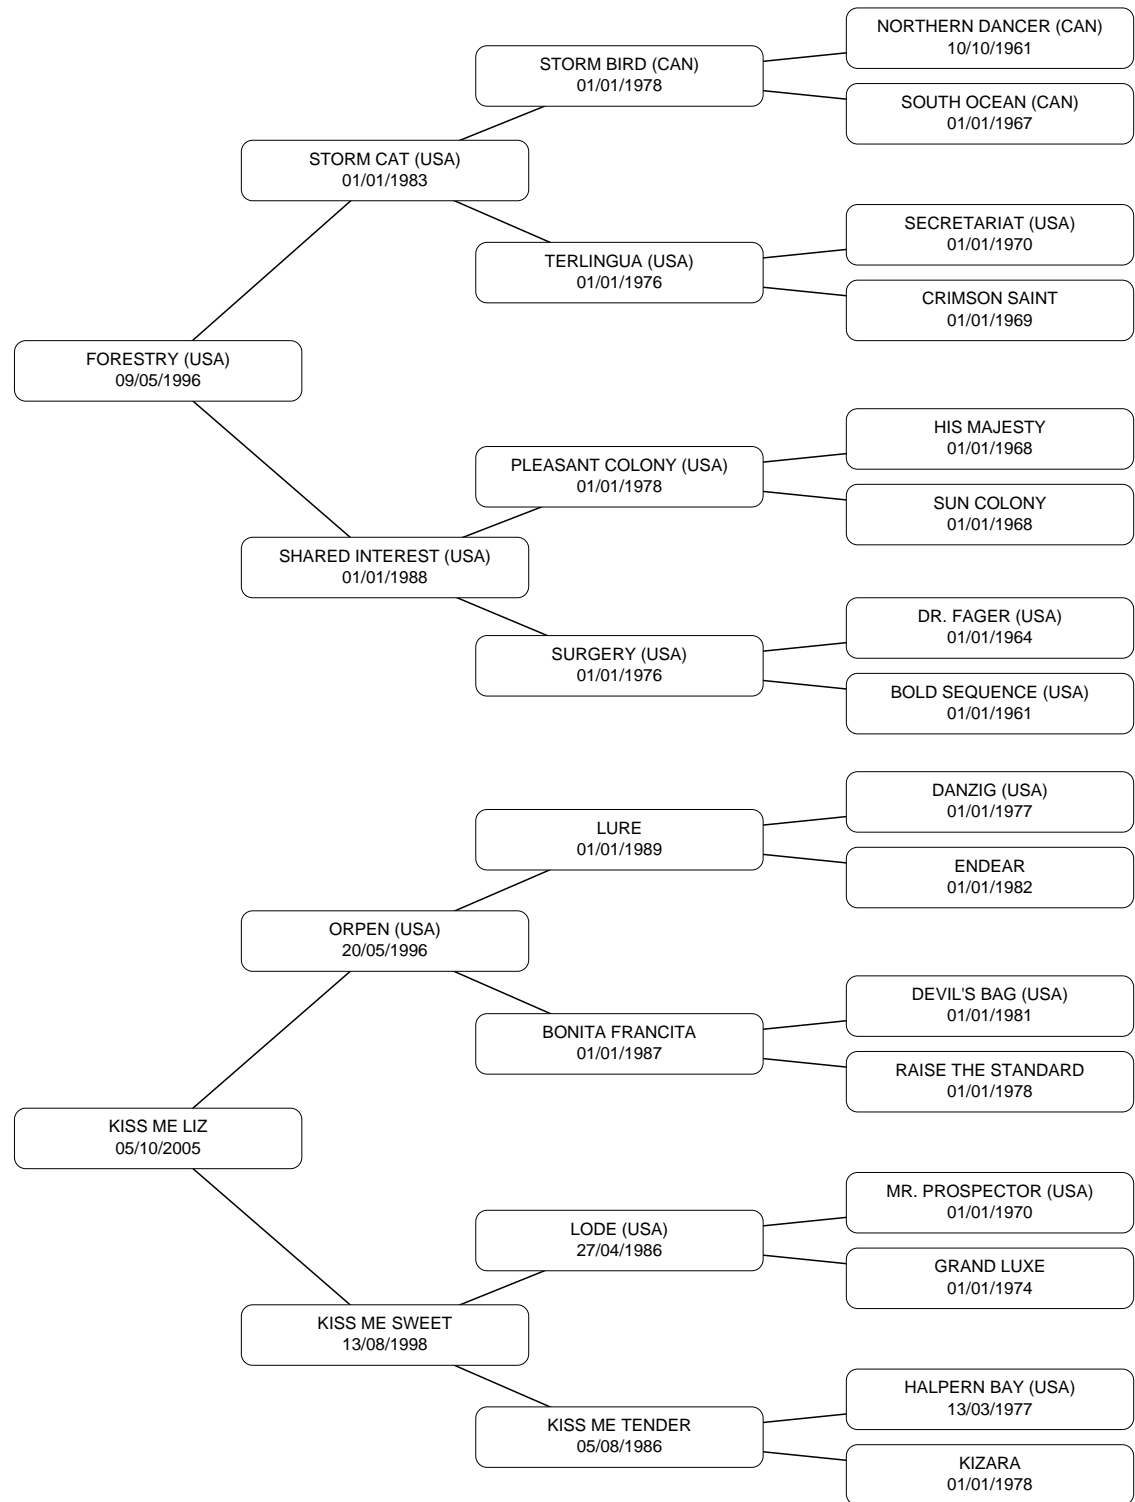 NORTHERN DANCER (CAN)
10/10/1961
STORM BIRD (CAN)
01/01/1978
SOUTH OCEAN (CAN)
01/01/1967
STORM CAT (USA)
01/01/1983
SECRETARIAT (USA)
01/01/1970
TERLINGUA (USA)
01/01/1976
CRIMSON SAINT
01/01/1969
FORESTRY (USA)
09/05/1996
HIS MAJESTY
01/01/1968
PLEASANT COLONY (USA)
01/01/1978
SUN COLONY
01/01/1968
SHARED INTEREST (USA)
01/01/1988
DR. FAGER (USA)
01/01/1964
SURGERY (USA)
01/01/1976
BOLD SEQUENCE (USA)
01/01/1961
DANZIG (USA)
01/01/1977
LURE
01/01/1989
ENDEAR
01/01/1982
ORPEN (USA)
20/05/1996
DEVIL'S BAG (USA)
01/01/1981
BONITA FRANCITA
01/01/1987
RAISE THE STANDARD
01/01/1978
KISS ME LIZ
05/10/2005
MR. PROSPECTOR (USA)
01/01/1970
LODE (USA)
27/04/1986
GRAND LUXE
01/01/1974
KISS ME SWEET
13/08/1998
HALPERN BAY (USA)
13/03/1977
KISS ME TENDER
05/08/1986
KIZARA
01/01/1978